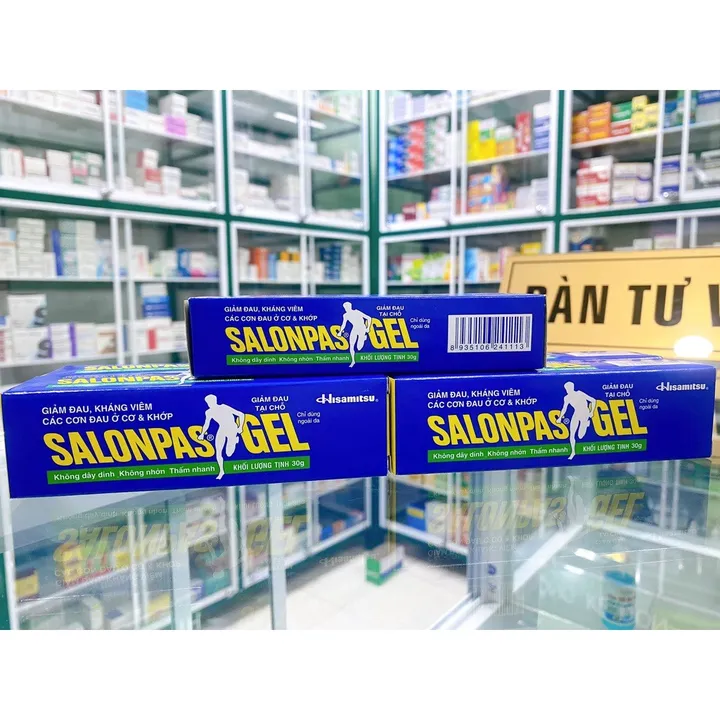 BÀN TƯ V
GIẢM ĐAU, KHÁNG VIÊM
CÁC CƠN ĐAU Ở CƠ & KHỚP
GIẢM ĐAU
TẠI CHỖ
Chỉ dùng
ngoài da
SALONPAS® GEL
Không dây dính Không nhờn Thấm nhanh
KHỐI LƯỢNG TỊNH 30g
8 935106 241113
GIẢM ĐAU, KHÁNG VIÊM
CÁC CƠN ĐAU Ở CƠ & KHỚP
GIẢM ĐAU
TẠI CHỖ
Hisamitsu®
Chỉ dùng
ngoài da
SALONPAS® GEL
Không dây dính Không nhờn Thấm nhanh
KHỐI LƯỢNG TỊNH 30g
GIẢM ĐAU, KHÁNG VIÊM
CÁC CƠN ĐAU Ở CƠ & KHỚP
GIẢM ĐAU
TẠI CHỖ
Hisamitsu®
Chỉ dùng
ngoài da
SALONPAS® GEL
Không dây dính Không nhờn Thấm nhanh
KHỐI LƯỢNG TỊNH 30g